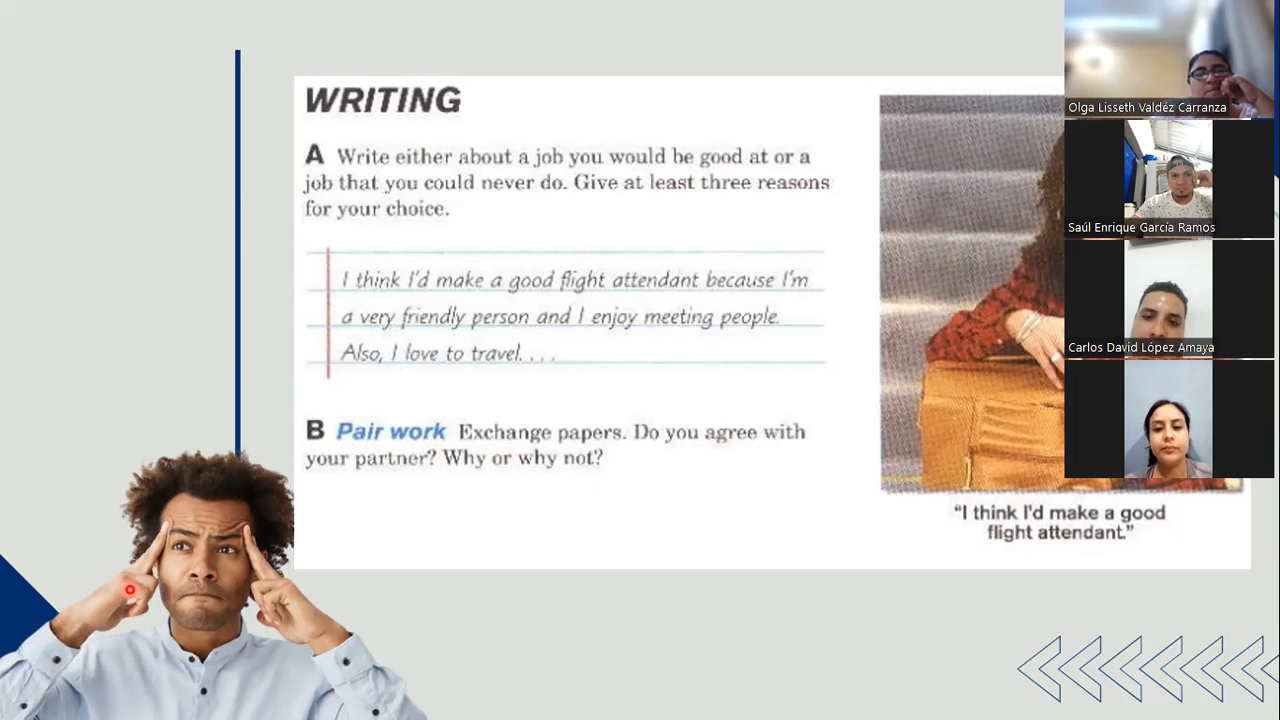 WRITING
A Write either about a job you would be good at or a
job that you could never do. Give at least three reasons
for your choice.
I think I'd make a good flight attendant because I'm
a very friendly person and I enjoy meeting people.
Also, I love to travel. . . .
B Pair work Exchange papers. Do you agree with
your partner? Why or why not?
"I think I'd make a good
flight attendant."
Olga Lisseth Valdéz Carranza
Saúl Enrique García Ramos
Carlos David López Amaya